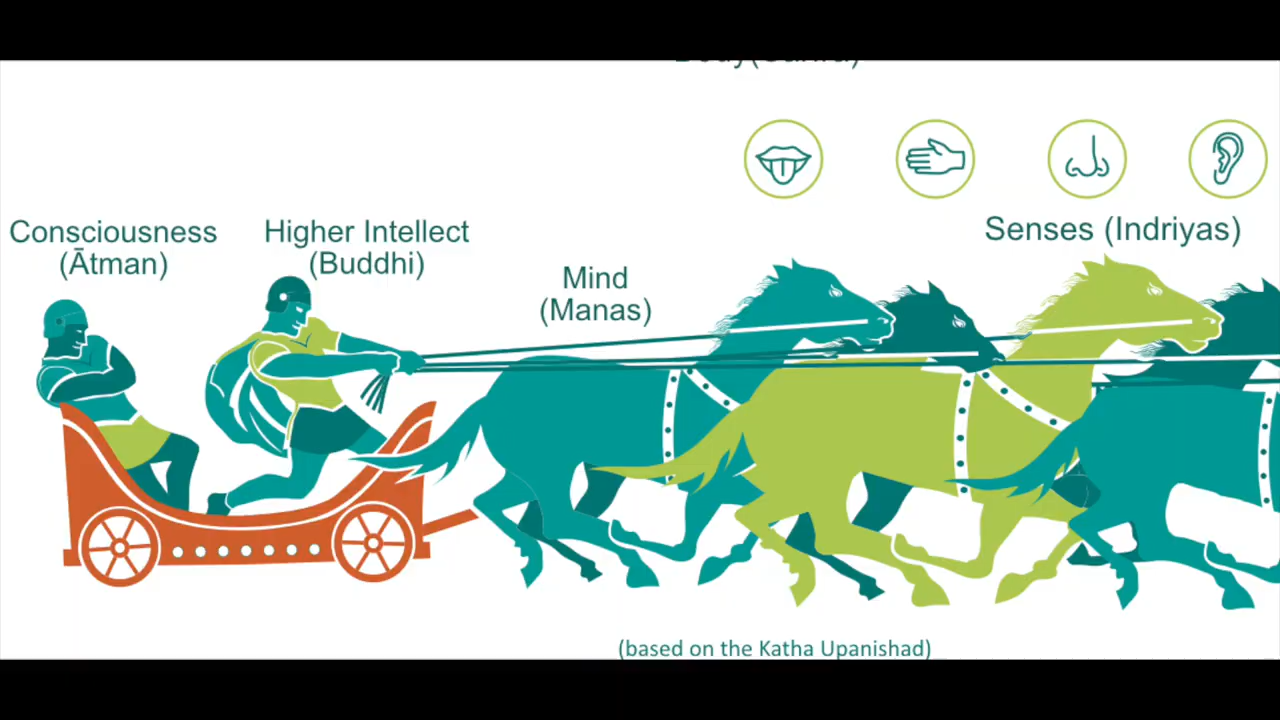 Consciousness
(Ātman)
Higher Intellect
(Buddhi)
Mind
(Manas)
Senses (Indriyas)
(based on the Katha Upanishad)